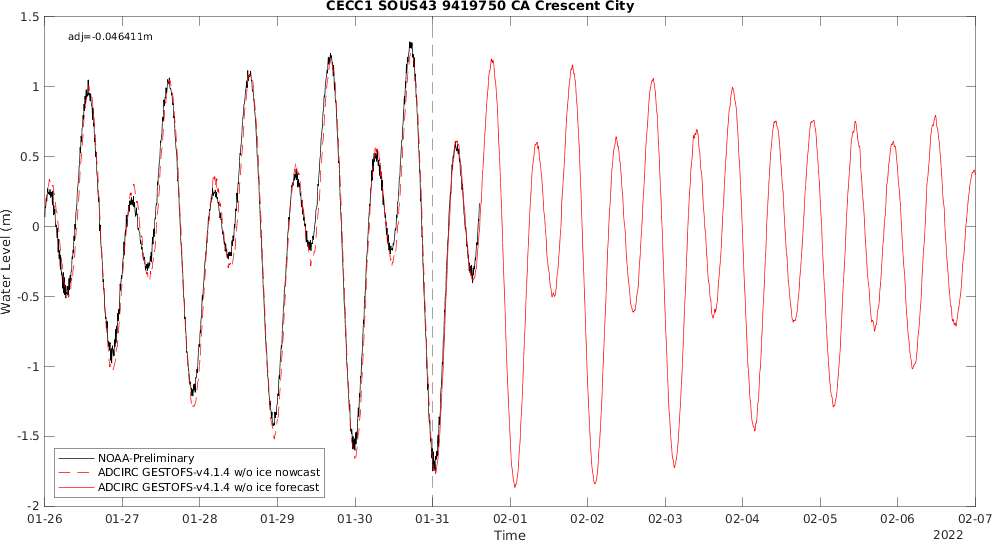 CECC1 SOUS43 9419750 CA Crescent City
adj=-0.046411m
1.5
1
0.5
0
-0.5
-1
-1.5
-2
Water Level (m)
NOAA-Preliminary
ADCIRC GESTOFS-v4.1.4 w/o ice nowcast
ADCIRC GESTOFS-v4.1.4 w/o ice forecast
01-26 01-27 01-28 01-29 01-30 01-31 02-01 02-02 02-03 02-04 02-05 02-06 02-07
Time
2022